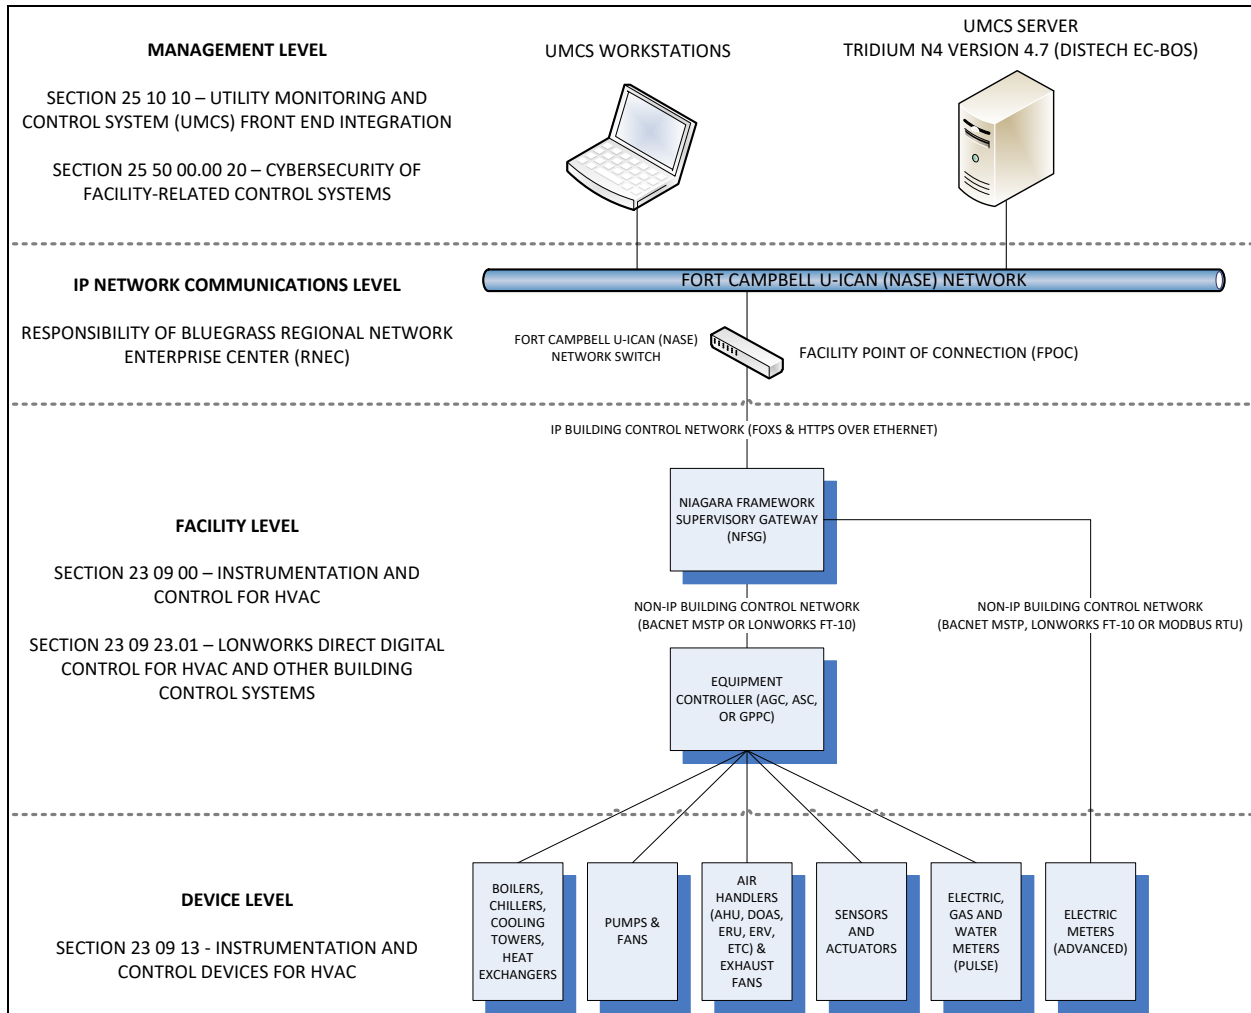 MANAGEMENT LEVEL
SECTION 25 10 10 – UTILITY MONITORING AND
CONTROL SYSTEM (UMCS) FRONT END INTEGRATION
SECTION 25 50 00.00 20 – CYBERSECURITY OF
FACILITY-RELATED CONTROL SYSTEMS
UMCS WORKSTATIONS
UMCS SERVER
TRIDIUM N4 VERSION 4.7 (DISTECH EC-BOS)
IP NETWORK COMMUNICATIONS LEVEL
RESPONSIBILITY OF BLUEGRASS REGIONAL NETWORK
ENTERPRISE CENTER (RNEC)
FORT CAMPBELL U-ICAN (NASE) NETWORK
FORT CAMPBELL U-ICAN (NASE)
NETWORK SWITCH
FACILITY POINT OF CONNECTION (FPOC)
IP BUILDING CONTROL NETWORK (FOXS & HTTPS OVER ETHERNET)
FACILITY LEVEL
SECTION 23 09 00 – INSTRUMENTATION AND
CONTROL FOR HVAC
SECTION 23 09 23.01 – LONWORKS DIRECT DIGITAL
CONTROL FOR HVAC AND OTHER BUILDING
CONTROL SYSTEMS
NIAGARA FRAMEWORK
SUPERVISORY GATEWAY
(NFSG)
NON-IP BUILDING CONTROL NETWORK
(BACNET MSTP OR LONWORKS FT-10)
NON-IP BUILDING CONTROL NETWORK
(BACNET MSTP, LONWORKS FT-10 OR MODBUS RTU)
EQUIPMENT
CONTROLLER (AGC, ASC,
OR GPPC)
DEVICE LEVEL
SECTION 23 09 13 - INSTRUMENTATION AND
CONTROL DEVICES FOR HVAC
BOILERS,
CHILLERS,
COOLING
TOWERS,
HEAT
EXCHANGERS
PUMPS &
FANS
AIR
HANDLERS
(AHU, DOAS,
ERU, ERV,
ETC) &
EXHAUST
FANS
SENSORS
AND
ACTUATORS
ELECTRIC,
GAS AND
WATER
METERS
(PULSE)
ELECTRIC
METERS
(ADVANCED)